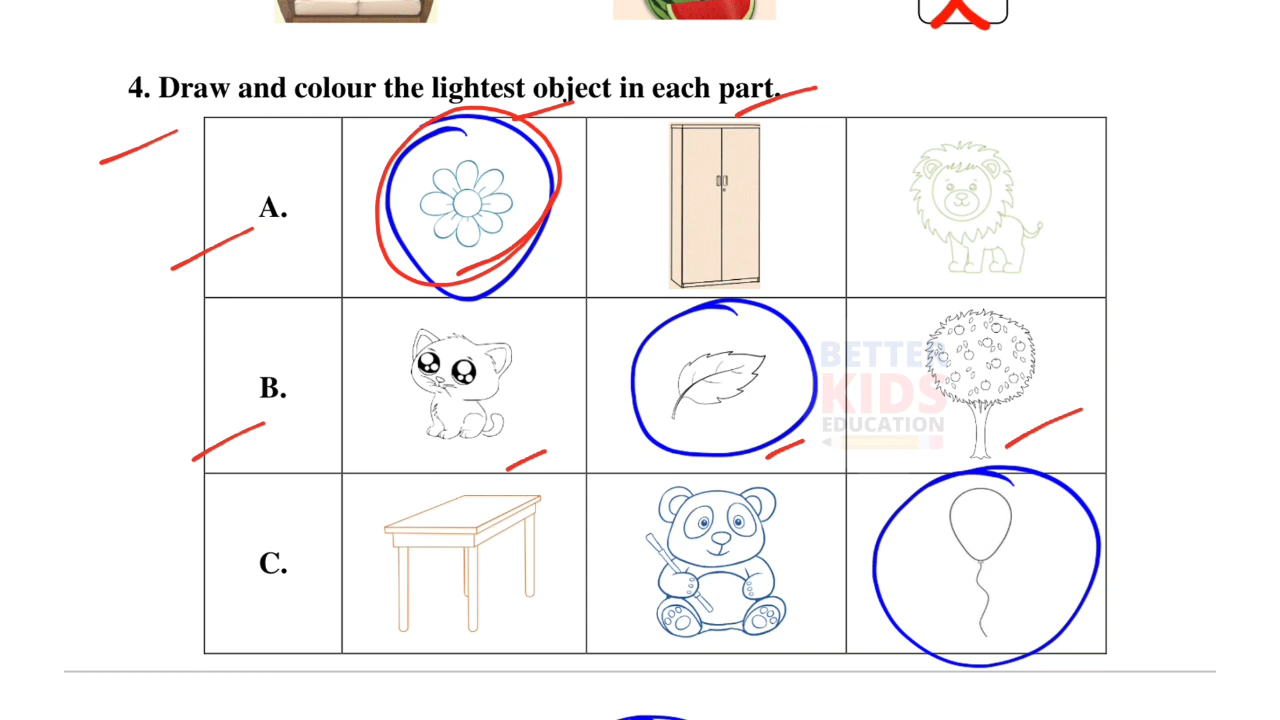 4. Draw and colour the lightest object in each part.
A.
B.
BETTER
KIDS
EDUCATION
C.